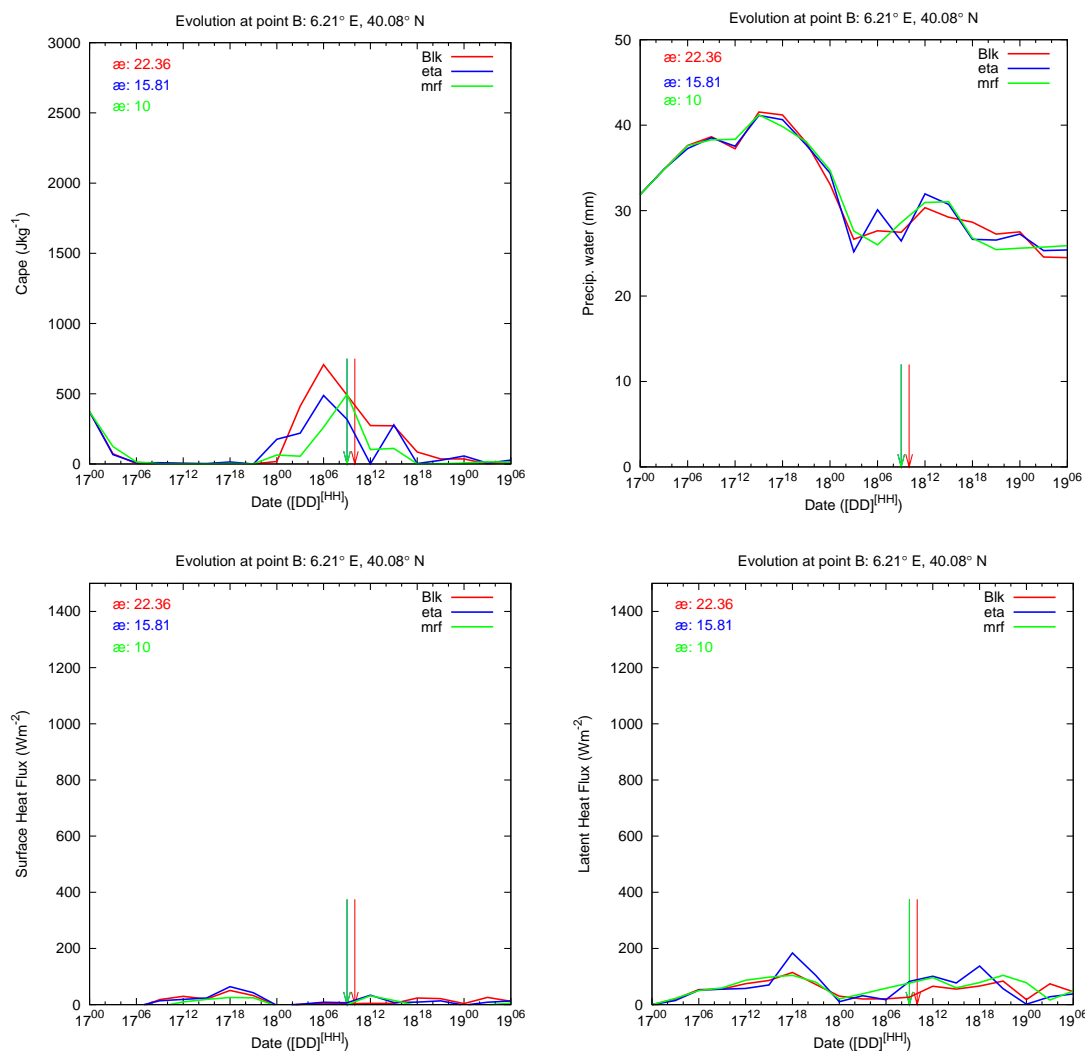 Evolution at point B: 6.21° E, 40.08° N
3000
2500
2000
1500
1000
500
0
Cape (Jkg-1)
æ: 22.36
æ: 15.81
æ: 10
Blk
eta
mrf
17^00 17^06 17^12 17^18 18^00 18^06 18^12 18^18 19^00 19^06
Date ([DD]^[HH])
Evolution at point B: 6.21° E, 40.08° N
50
40
30
20
10
0
Precip. water (mm)
æ: 22.36
æ: 15.81
æ: 10
Blk
eta
mrf
17^00 17^06 17^12 17^18 18^00 18^06 18^12 18^18 19^00 19^06
Date ([DD]^[HH])
Evolution at point B: 6.21° E, 40.08° N
1400
1200
1000
800
600
400
200
0
Surface Heat Flux (Wm-2)
æ: 22.36
æ: 15.81
æ: 10
Blk
eta
mrf
17^00 17^06 17^12 17^18 18^00 18^06 18^12 18^18 19^00 19^06
Date ([DD]^[HH])
Evolution at point B: 6.21° E, 40.08° N
1400
1200
1000
800
600
400
200
0
Latent Heat Flux (Wm-2)
æ: 22.36
æ: 15.81
æ: 10
Blk
eta
mrf
17^00 17^06 17^12 17^18 18^00 18^06 18^12 18^18 19^00 19^06
Date ([DD]^[HH])